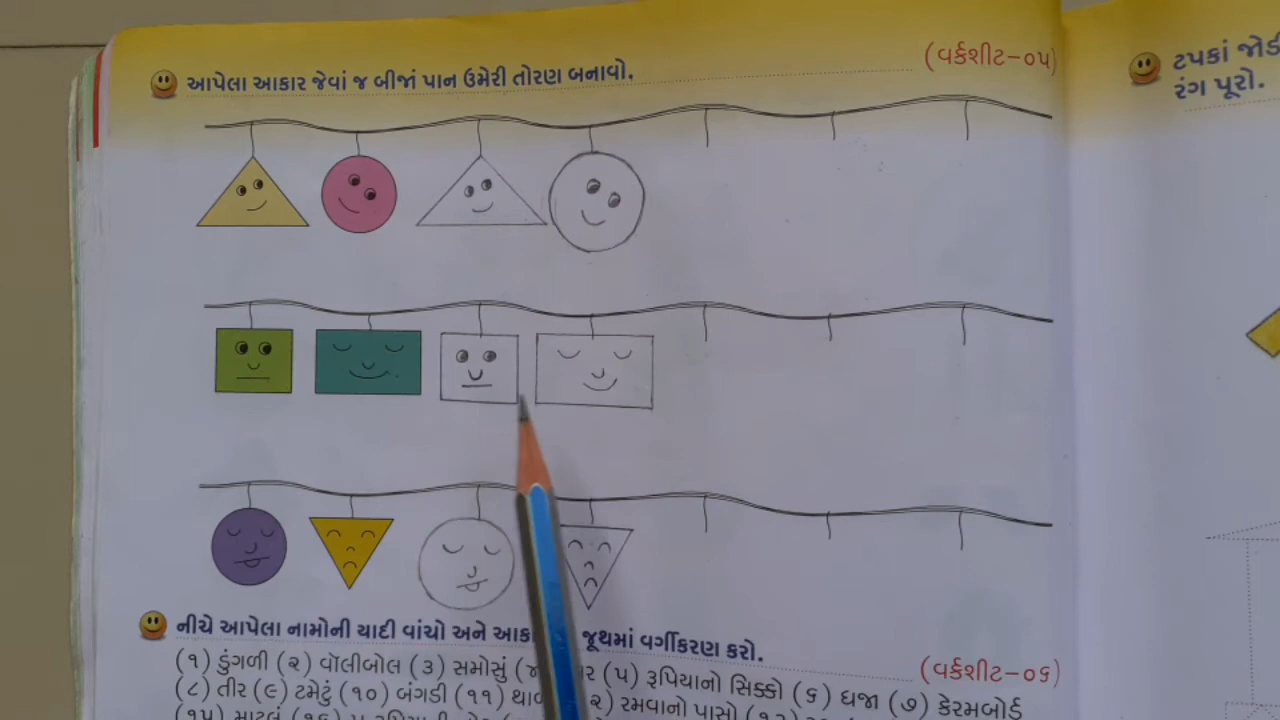 (વર્કશીટ-૦૫)
આપેલા આકાર જેવાં જ બીજાં પાન ઉમેરી તોરણ બનાવો.
નીચે આપેલા નામોની યાદી વાંચો અને જૂથમાં વર્ગીકરણ કરો.
(વર્કશીટ-૦૬)
(૧) ડુંગળી (૨) વૉલીબોલ (૩) સમોસું (૫) રૂપિયાનો સિક્કો (૬) ધજા (૭) કેરમબોર્ડ
(૮) તીર (૯) ટમેટું (૧૦) બંગડી (૧૧) રમવાનો પાસો
ટપકાં
રંગ પૂરો.